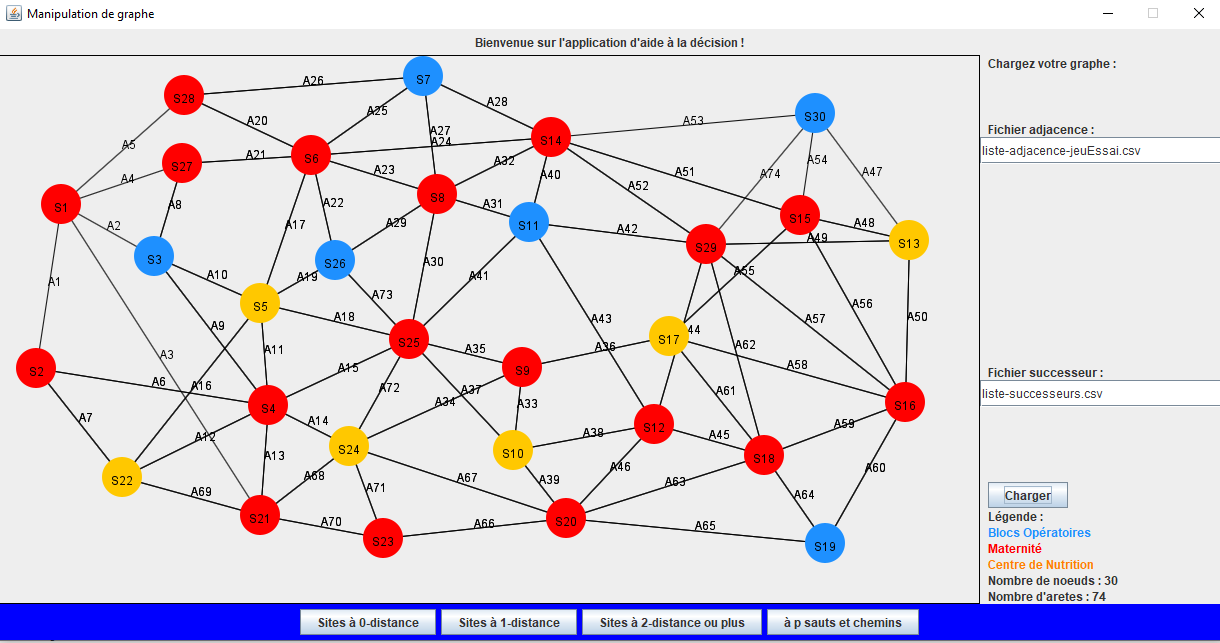 Manipulation de graphe
Bienvenue sur l'application d'aide à la décision !
Chargez votre graphe :
Fichier adjacence :
liste-adjacence-jeuEssai.csv
Fichier successeur :
liste-successeurs.csv
Charger
Légende :
Blocs Opératoires
Maternité
Centre de Nutrition
Nombre de noeuds : 30
Nombre d'aretes : 74
S7
A26
S28
A28
A25
S30
A20
A53
A27
A24
S14
A5
S6
A21
A32
A54
S27
A23
A40
A51
A74
A47
A4
A52
S8
S1
A8
A22
A31
S15
A2
A17
A29
S11
A42
A48
A49
S13
S29
S3
S26
A30
A10
A19
A41
A55
A1
A73
S5
A56
A18
A43
A57
A50
A9
44
S17
S25
A11
A35
A36
A62
A3
A15
S9
A58
S2
A6
A16
A72
A37
A61
A34
A33
S4
S16
A7
A14
A59
A12
A38
S12
A45
S24
S10
A13
S18
A46
A60
S22
A68
A67
A39
A63
A69
A71
A64
S21
A70
A66
S20
A65
S23
S19
Sites à 0-distance
Sites à 1-distance
Sites à 2-distance ou plus
à p sauts et chemins